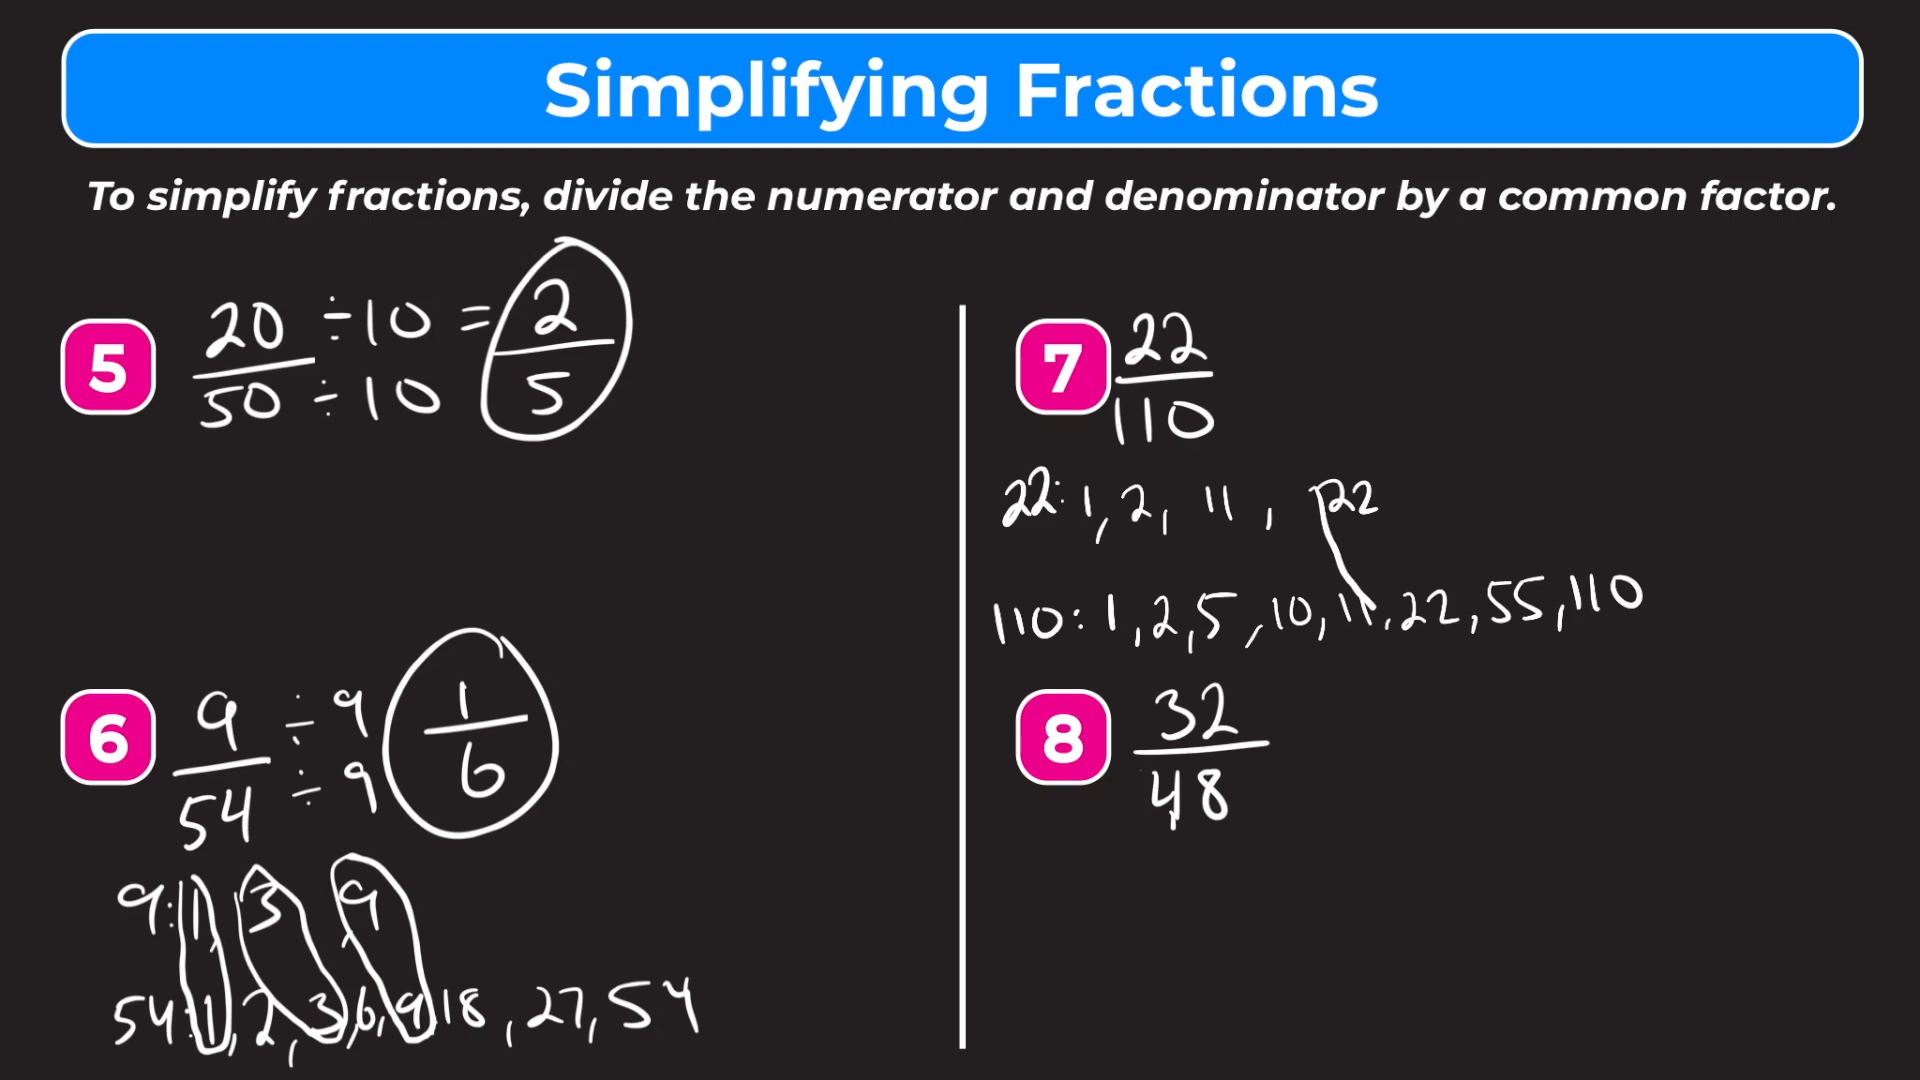 Simplifying Fractions
To simplify fractions, divide the numerator and denominator by a common factor.
5
20 ÷ 10 = 2
50 ÷ 10 5
6
9 ÷ 9 1
54 ÷ 9 6
9: 1, 3, 9
54: 1, 2, 3, 6, 9, 18, 27, 54
7
22
110
22: 1, 2, 11, 22
110: 1, 2, 5, 10, 11, 22, 55, 110
8
32
48